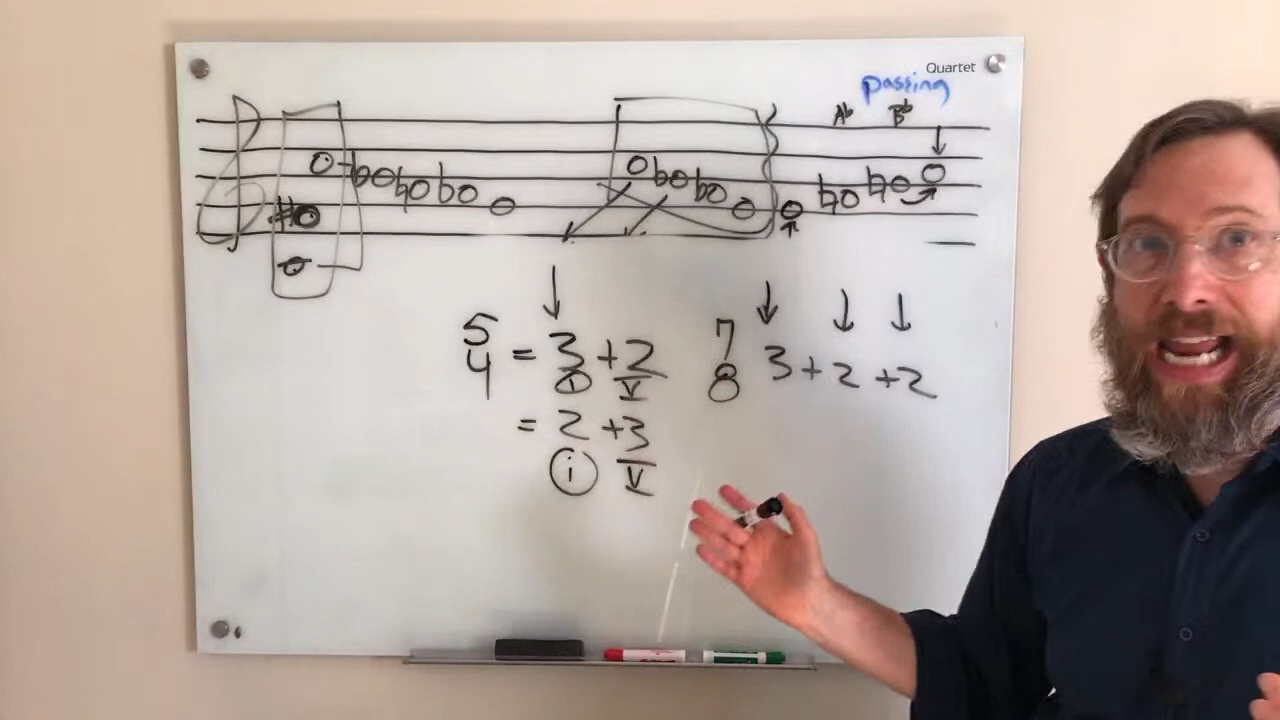 Quartet
passing
A♭ B♭
5/4 = 3 + 2
i V
= 2 + 3
i V
7/8 3 + 2 + 2